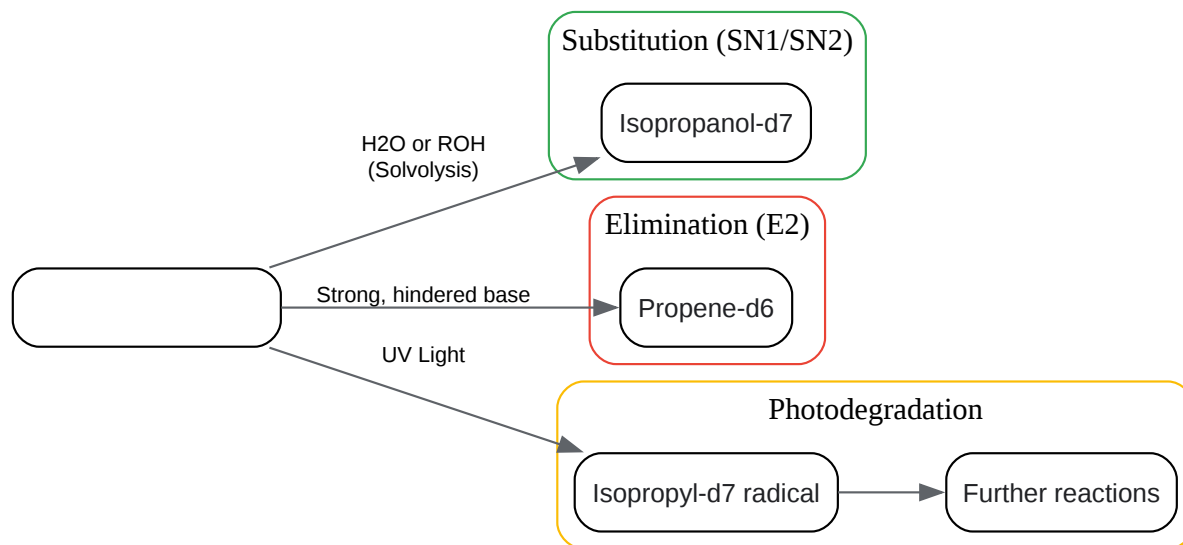 Substitution (SN1/SN2)
Isopropanol-d7
H2O or ROH
(Solvolysis)
Elimination (E2)
Strong, hindered base
Propene-d6
UV Light
Photodegradation
Isopropyl-d7 radical
Further reactions